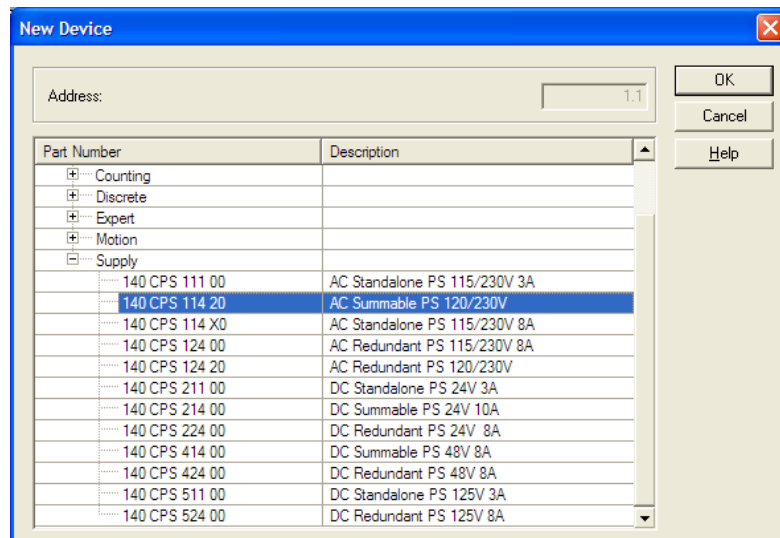 New Device
Address: 1.1
OK
Cancel
Help
Part Number Description
Counting
Discrete
Expert
Motion
Supply
140 CPS 111 00 AC Standalone PS 115/230V 3A
140 CPS 114 20 AC Summable PS 120/230V
140 CPS 114 X0 AC Standalone PS 115/230V 8A
140 CPS 124 00 AC Redundant PS 115/230V 8A
140 CPS 124 20 AC Redundant PS 120/230V
140 CPS 211 00 DC Standalone PS 24V 3A
140 CPS 214 00 DC Summable PS 24V 10A
140 CPS 224 00 DC Redundant PS 24V  8A
140 CPS 414 00 DC Summable PS 48V 8A
140 CPS 424 00 DC Redundant PS 48V 8A
140 CPS 511 00 DC Standalone PS 125V 3A
140 CPS 524 00 DC Redundant PS 125V 8A